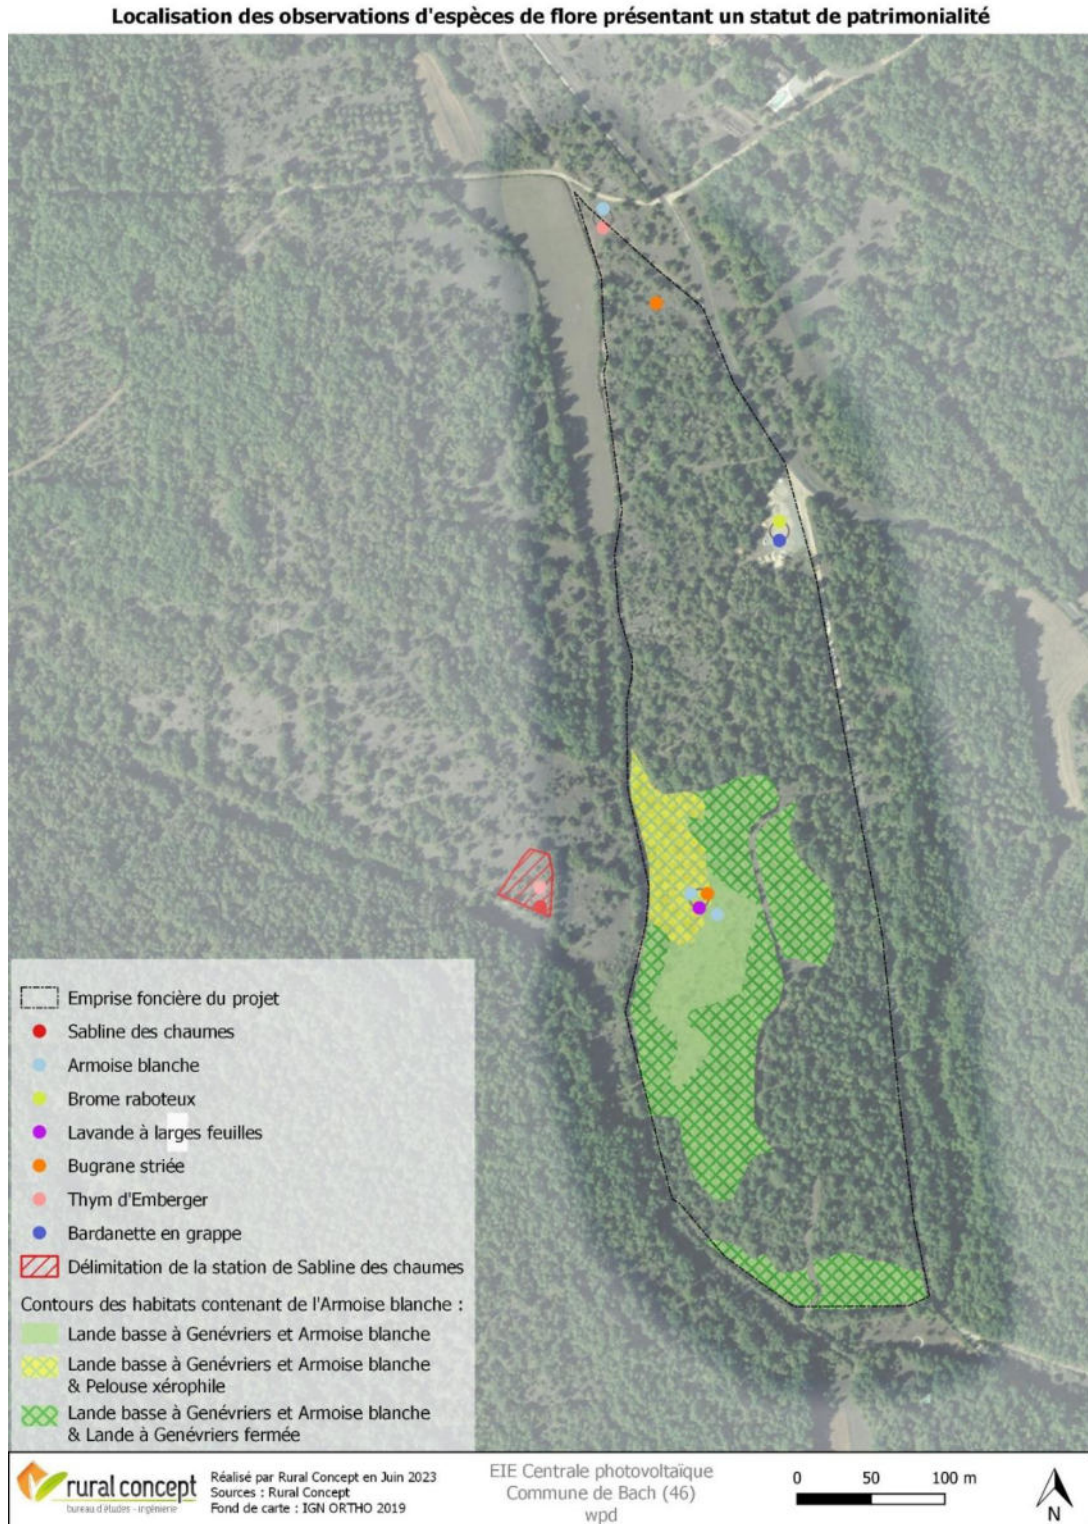 Localisation des observations d'espèces de flore présentant un statut de patrimonialité
Emprise foncière du projet
Sabline des chaumes
Armoise blanche
Brome raboteux
Lavande à larges feuilles
Bugrane striée
Thym d'Emberger
Bardanette en grappe
Délimitation de la station de Sabline des chaumes
Contours des habitats contenant de l'Armoise blanche :
Lande basse à Genévriers et Armoise blanche
Lande basse à Genévriers et Armoise blanche
& Pelouse xérophile
Lande basse à Genévriers et Armoise blanche
& Lande à Genévriers fermée
rural concept
bureau d'études - ingénierie
Réalisé par Rural Concept en Juin 2023
Sources : Rural Concept
Fond de carte : IGN ORTHO 2019
EIE Centrale photovoltaïque
Commune de Bach (46)
wpd
0 50 100 m
N